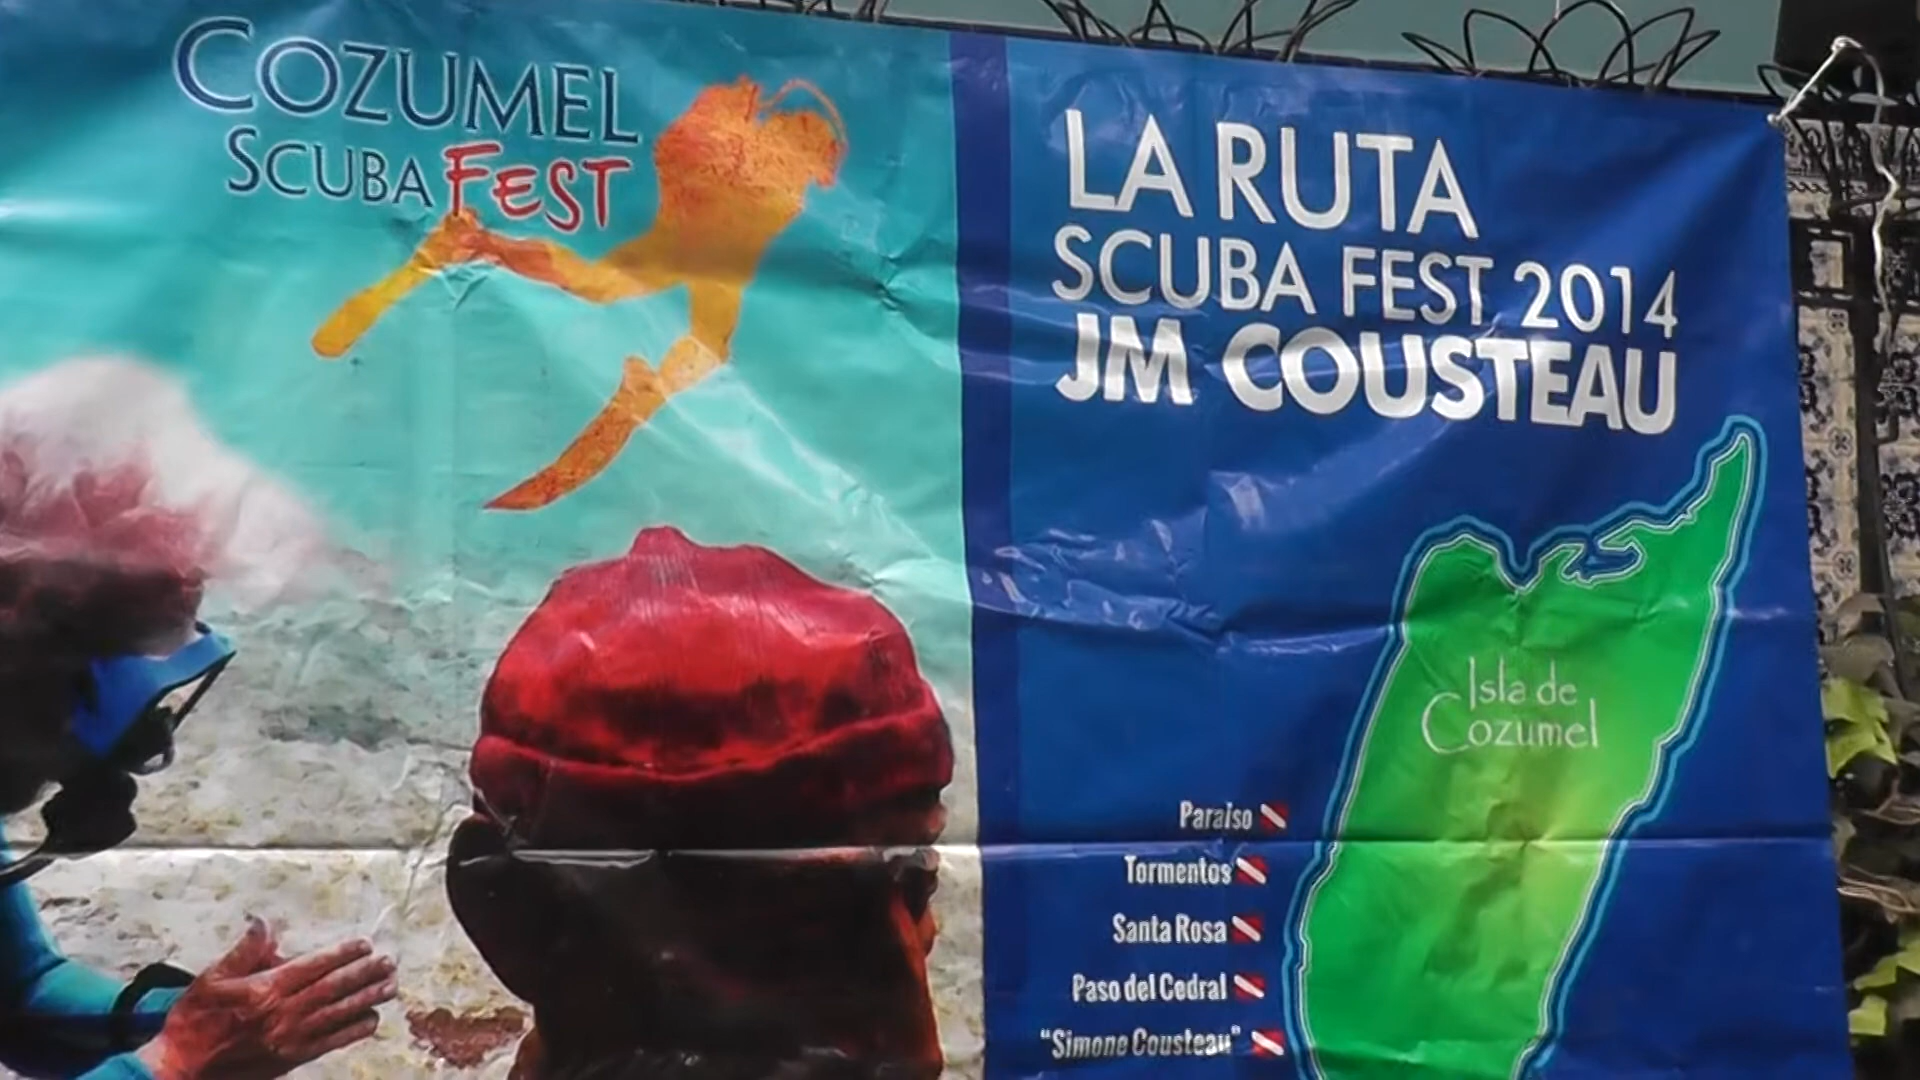 COZUMEL
SCUBA FEST
LA RUTA
SCUBA FEST 2014
JM COUSTEAU
Isla de
Cozumel
Paraiso
Tormentos
Santa Rosa
Paso del Cedral
"Simone Cousteau"